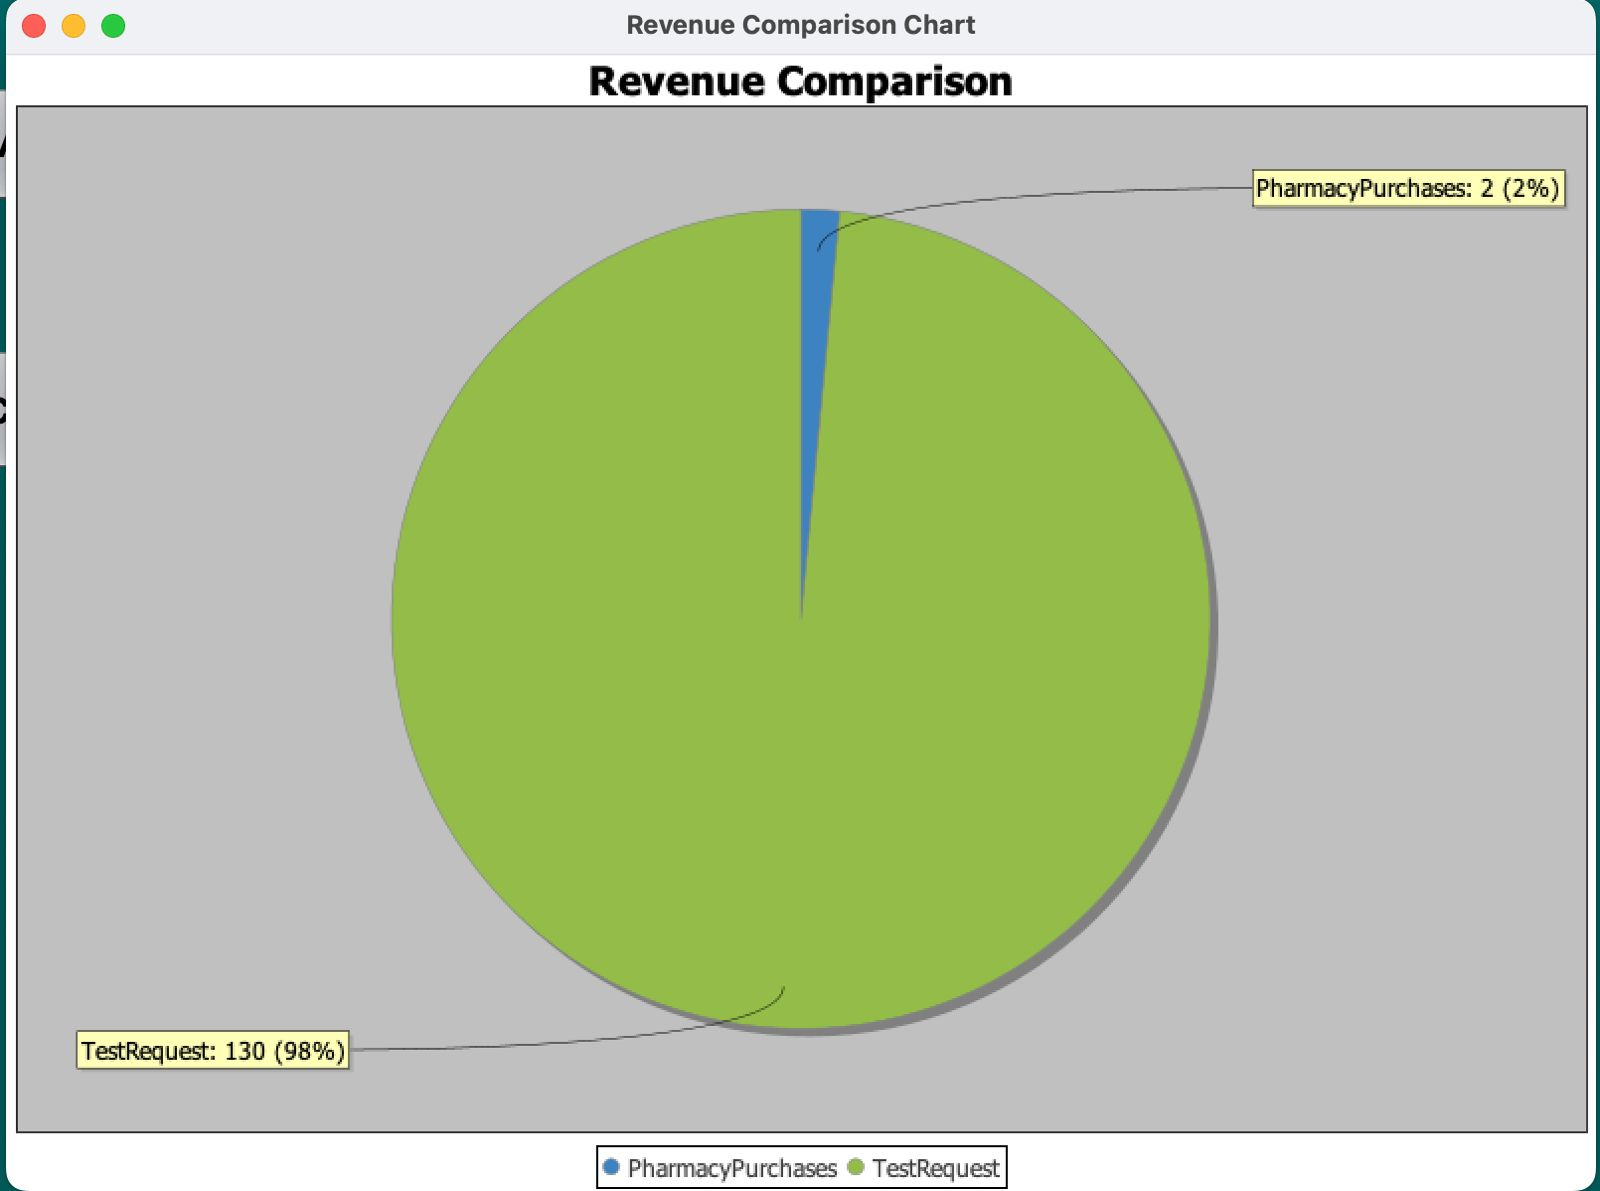 Revenue Comparison Chart
Revenue Comparison
PharmacyPurchases: 2 (2%)
TestRequest: 130 (98%)
PharmacyPurchases TestRequest